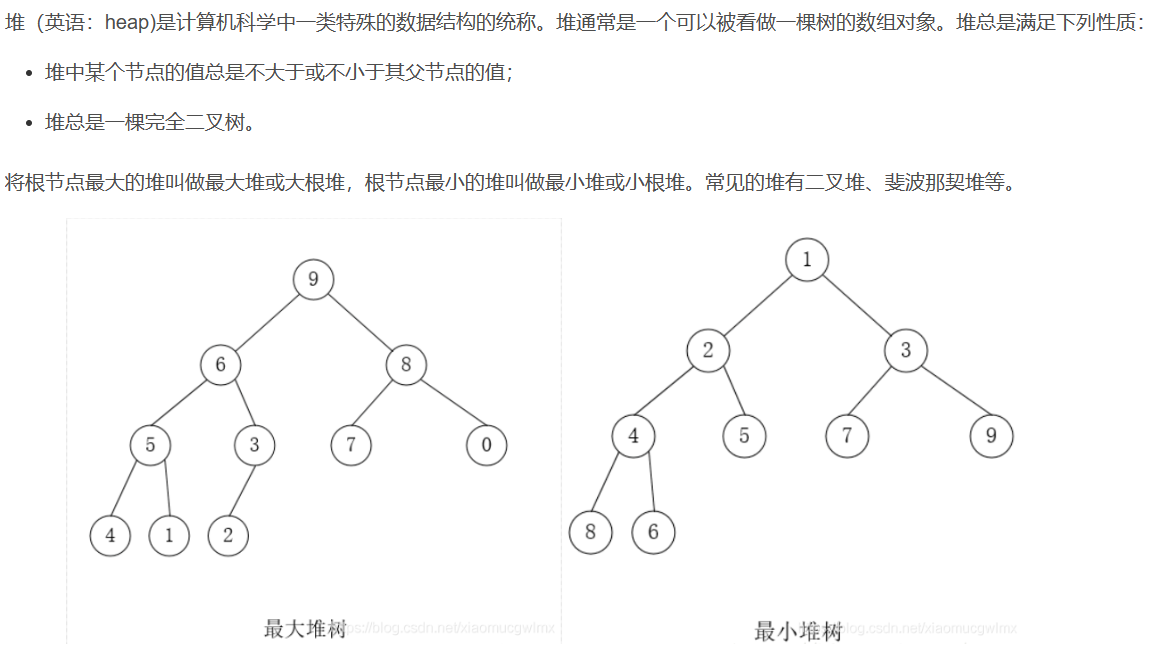 堆（英语：heap)是计算机科学中一类特殊的数据结构的统称。堆通常是一个可以被看做一棵树的数组对象。堆总是满足下列性质：
堆中某个节点的值总是不大于或不小于其父节点的值；
堆总是一棵完全二叉树。
将根节点最大的堆叫做最大堆或大根堆，根节点最小的堆叫做最小堆或小根堆。常见的堆有二叉堆、斐波那契堆等。
9
6 8
5 3 7 0
4 1 2
最大堆树
https://blog.csdn.net/xiaomucgwlmx
1
2 3
4 5 7 9
8 6
最小堆树
blog.csdn.net/xiaomucgwlmx